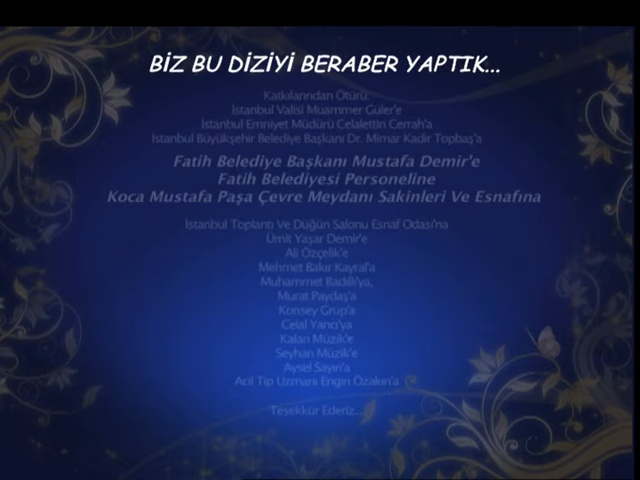 BİZ BU DİZİYİ BERABER YAPTIK...
Katkılarından Ötürü;
İstanbul Valisi Muammer Güler'e
İstanbul Emniyet Müdürü Celalettin Cerrah'a
İstanbul Büyükşehir Belediye Başkanı Dr. Mimar Kadir Topbaş'a
Fatih Belediye Başkanı Mustafa Demir'e
Fatih Belediyesi Personeline
Koca Mustafa Paşa Çevre Meydanı Sakinleri Ve Esnafına
İstanbul Toplantı Ve Düğün Salonu Esnaf Odası'na
Ümit Yaşar Demir'e
Ali Özçelik'e
Mehmet Bakır Kayral'a
Muhammet Badıllı'ya,
Murat Paydaş'a
Konsey Grup'a
Celal Yancı'ya
Kalan Müzik'e
Seyhan Müzik'e
Aysel Sayın'a
Acil Tıp Uzmanı Engin Özakın'a
Teşekkür Ederiz...